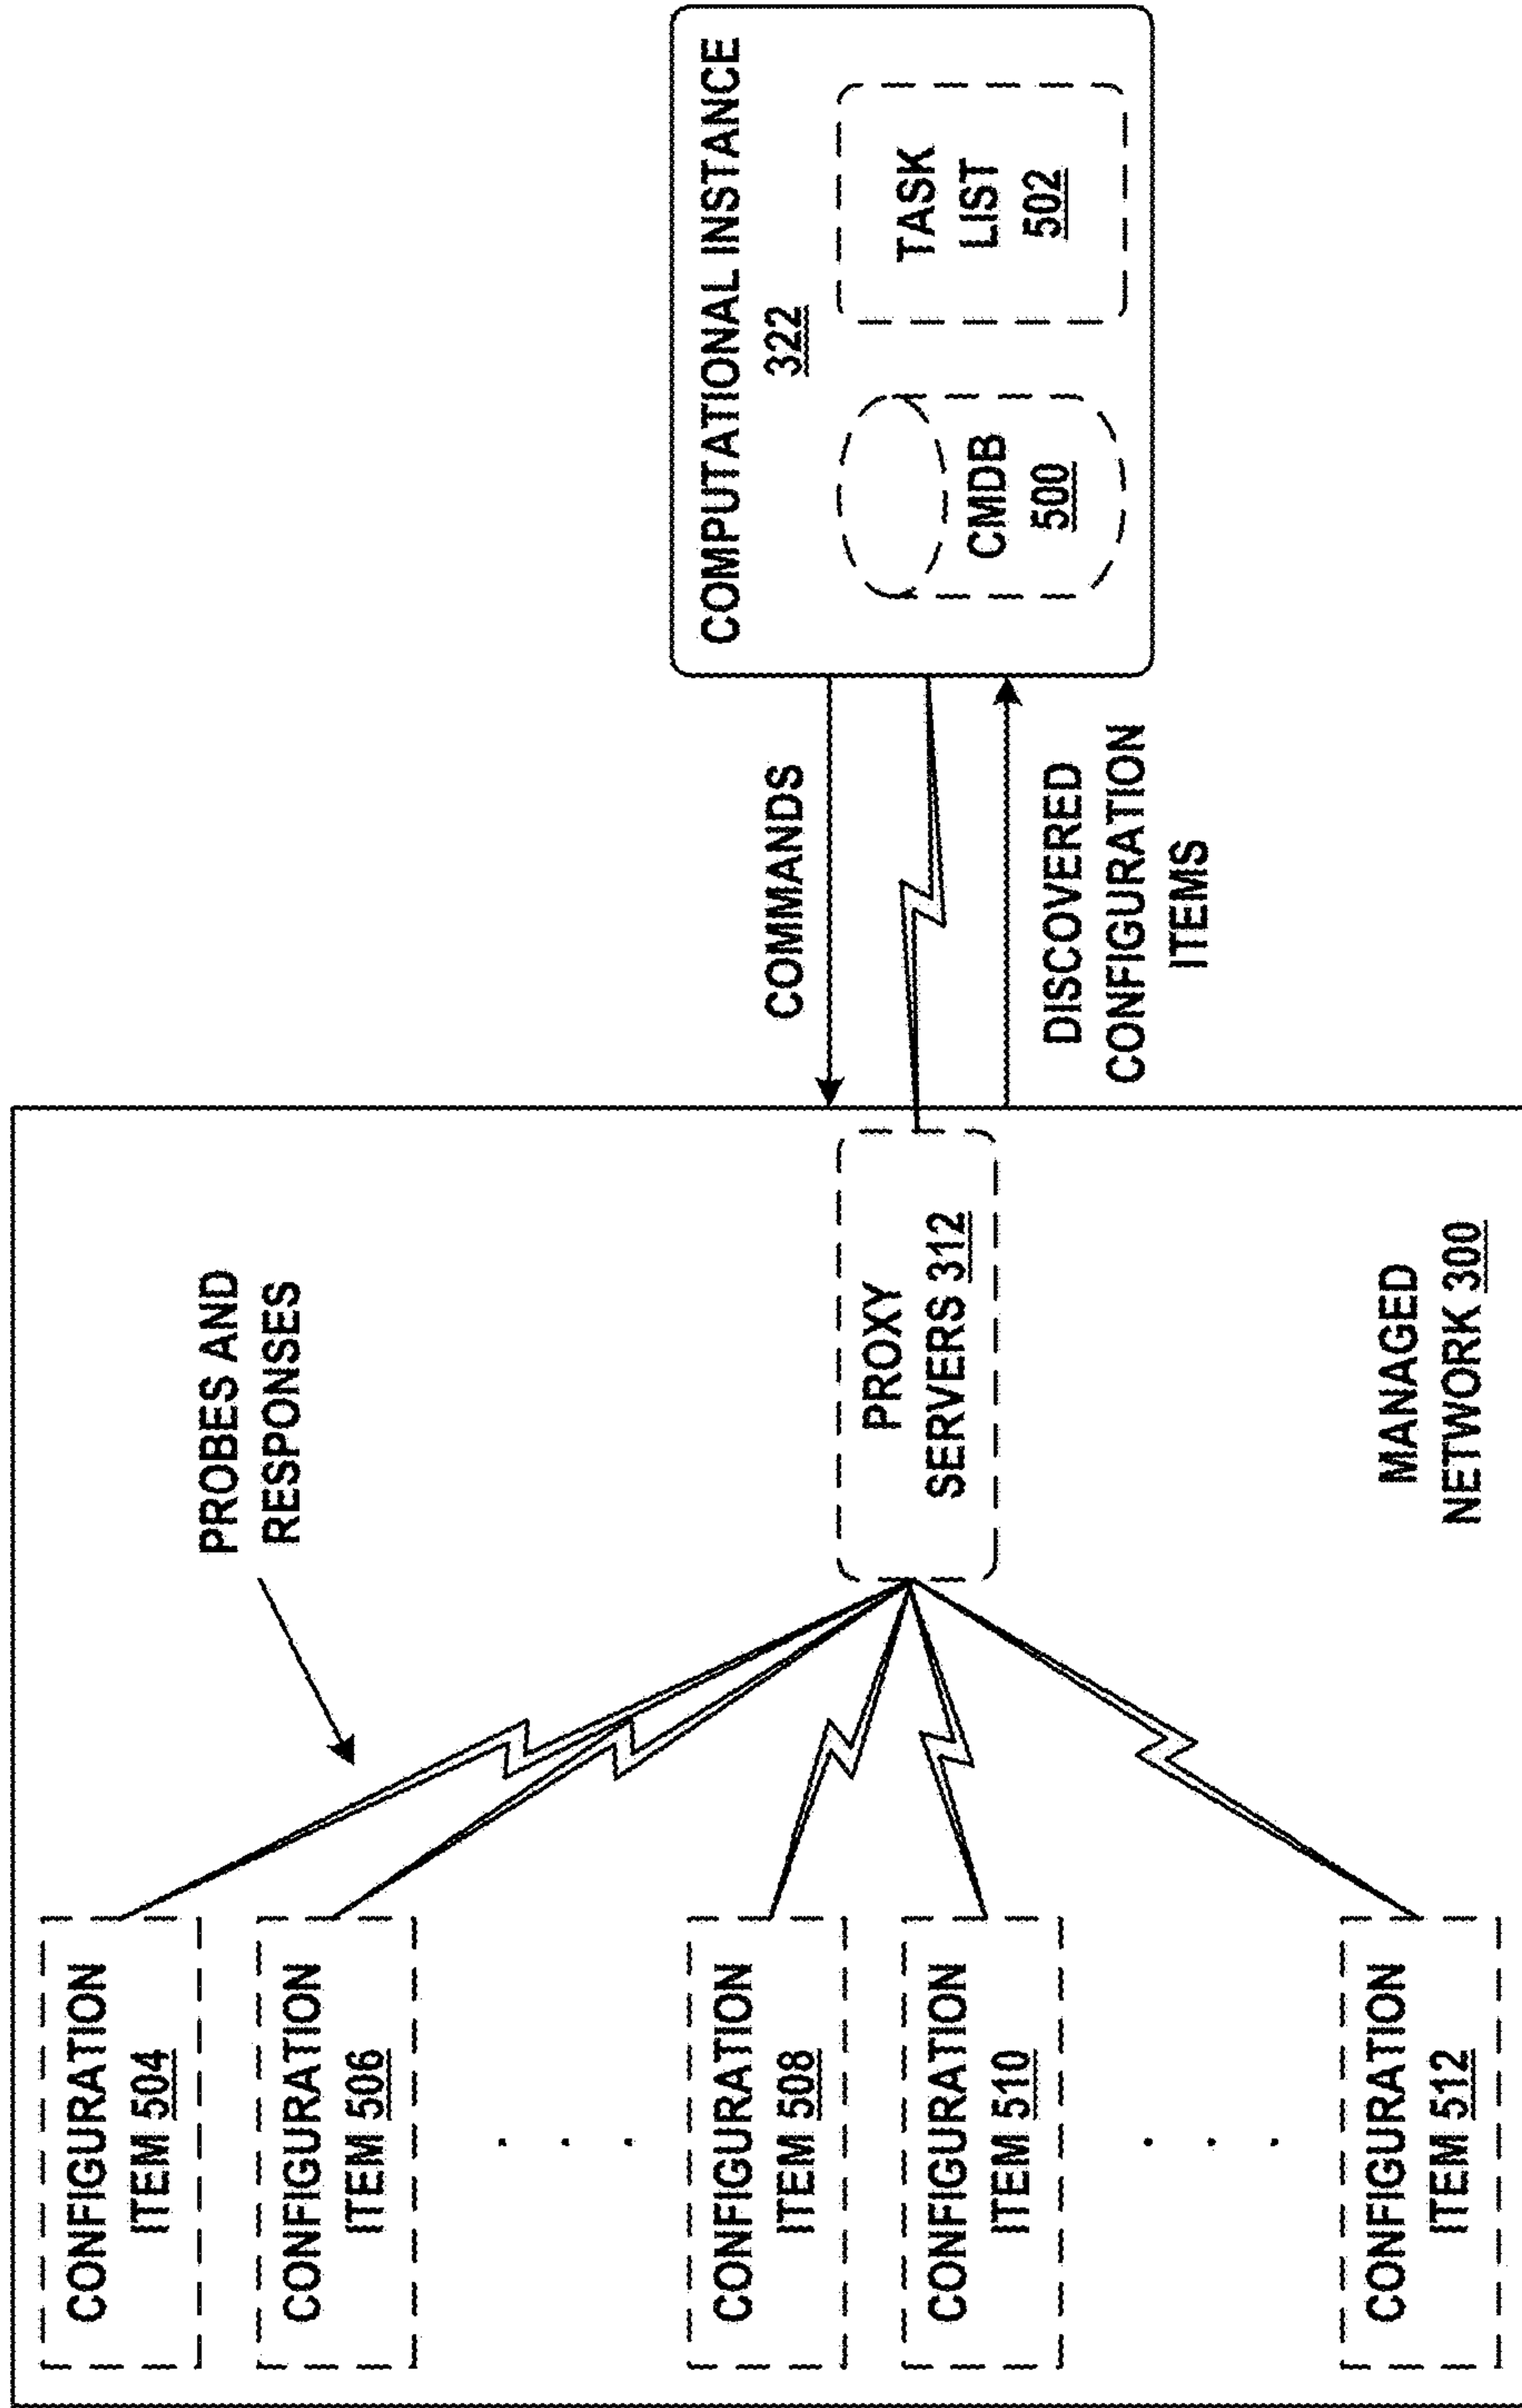 CONFIGURATION
ITEM 504
CONFIGURATION
ITEM 506
. . .
CONFIGURATION
ITEM 508
CONFIGURATION
ITEM 510
. . .
CONFIGURATION
ITEM 512
PROBES AND
RESPONSES
PROXY
SERVERS 312
MANAGED
NETWORK 300
COMMANDS
DISCOVERED
CONFIGURATION
ITEMS
COMPUTATIONAL INSTANCE
322
CMDB
500
TASK
LIST
502